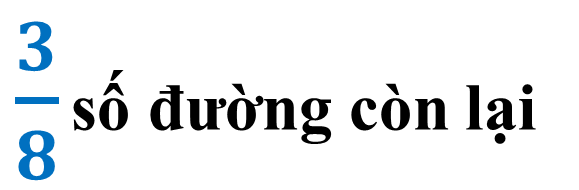 3/8 số đường còn lại